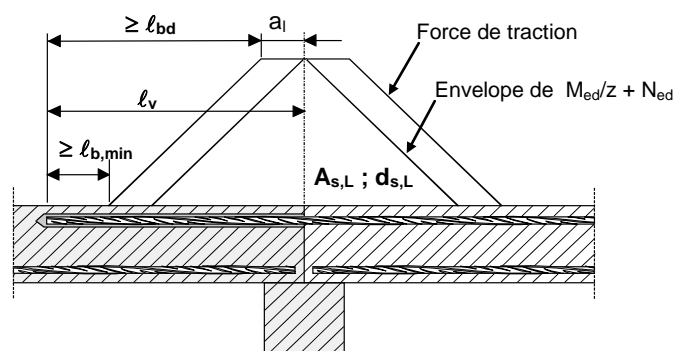 ≥ ℓbd
al
Force de traction
ℓv
Envelope de Med/z + Ned
≥ ℓb,min
As,L ; ds,L